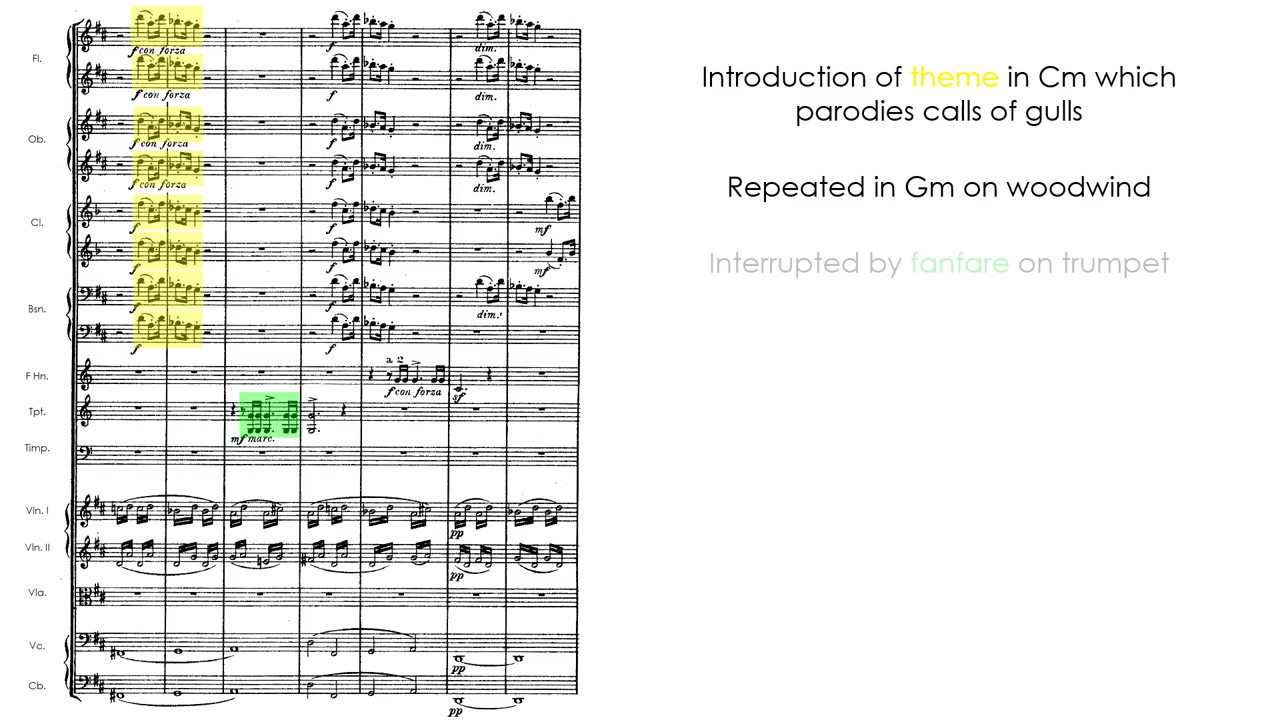 Introduction of theme in Cm which
parodies calls of gulls
Repeated in Gm on woodwind
Interrupted by fanfare on trumpet
Fl.
f con forza
f
dim.
f con forza
f
dim.
Ob.
f con forza
f
dim.
f con forza
f
dim.
Cl.
f
f
mf
f
f
mf
Bsn.
f
f
dim.
f
f
F Hn.
a 2
f con forza
sf
Tpt.
mf marc.
Timp.
Vln. I
pp
Vln. II
pp
Vla.
Vc.
pp
Cb.
pp